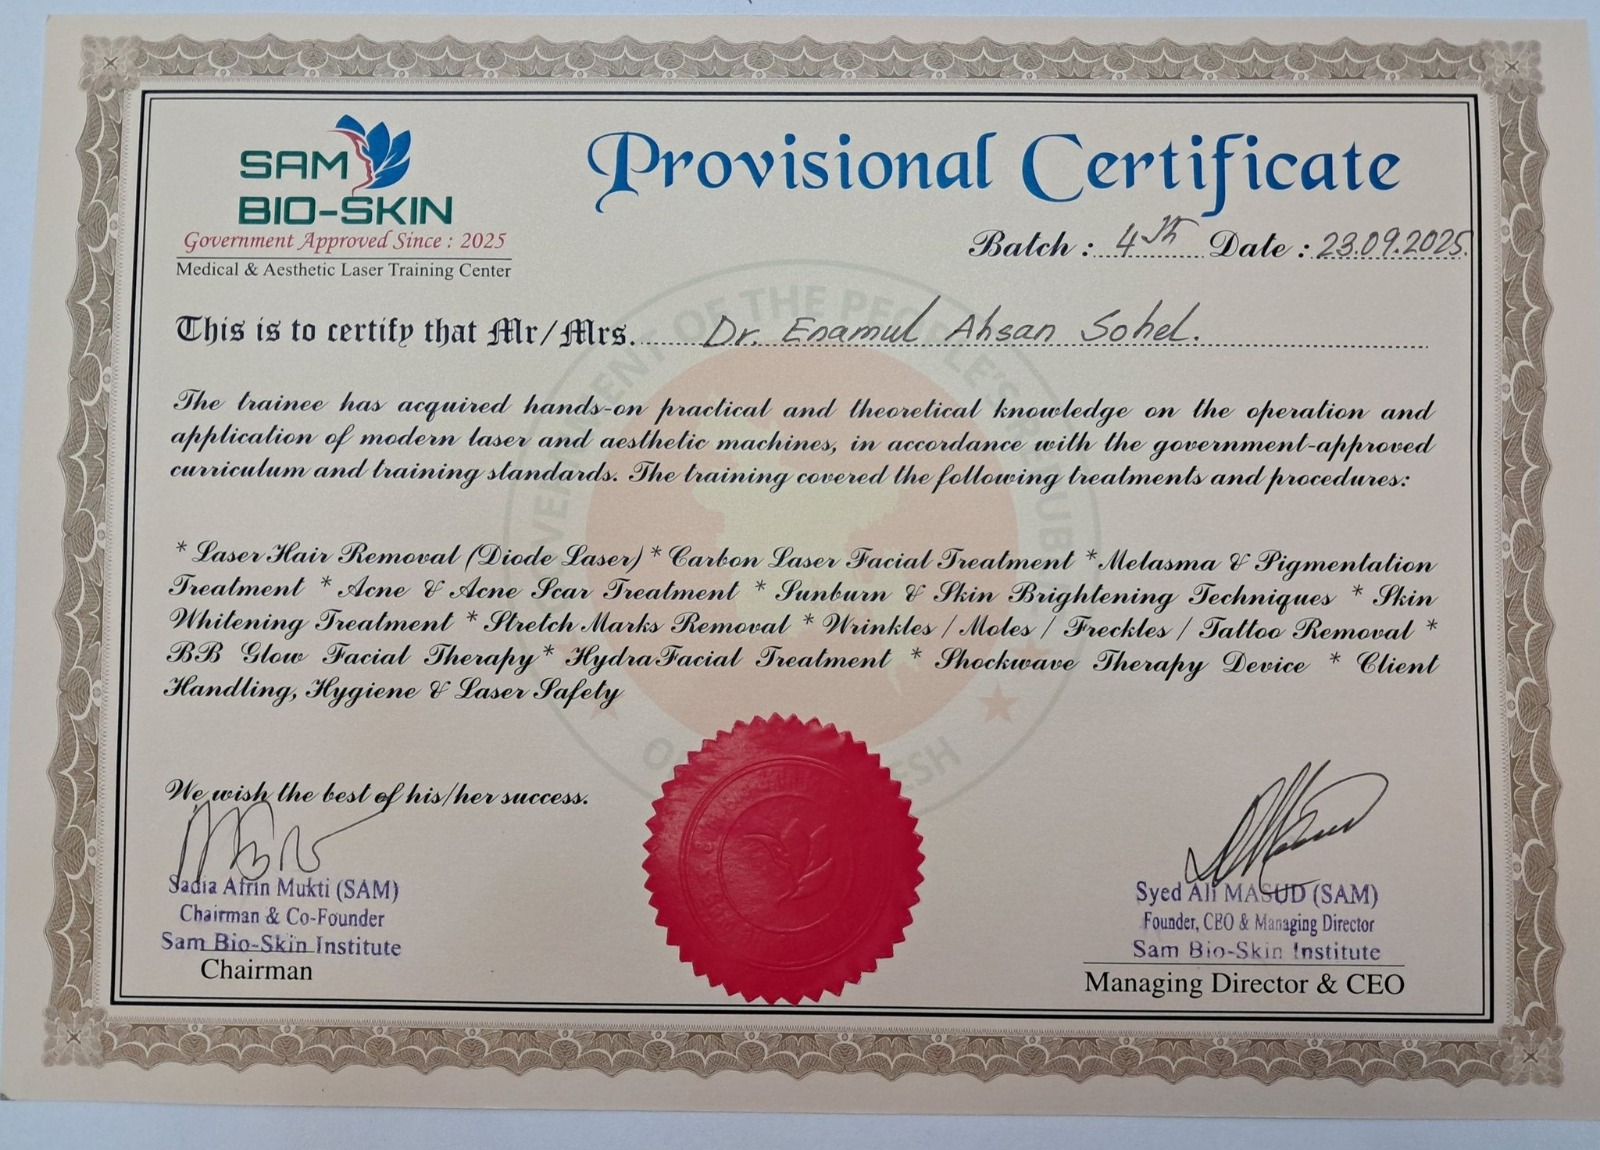 SAM
BIO-SKIN
Government Approved Since : 2025
Medical & Aesthetic Laser Training Center
Provisional Certificate
Batch : 4th Date : 23.09.2025.
This is to certify that Mr/Mrs. Dr. Enamul Ahsan Sohel.
The trainee has acquired hands-on practical and theoretical knowledge on the operation and
application of modern laser and aesthetic machines, in accordance with the government-approved
curriculum and training standards. The training covered the following treatments and procedures:
* Laser Hair Removal (Diode Laser) * Carbon Laser Facial Treatment * Melasma & Pigmentation
Treatment * Acne & Acne Scar Treatment * Sunburn & Skin Brightening Techniques * Skin
Whitening Treatment * Stretch Marks Removal * Wrinkles / Moles / Freckles / Tattoo Removal *
BB Glow Facial Therapy * HydraFacial Treatment * Shockwave Therapy Device * Client
Handling, Hygiene & Laser Safety
We wish the best of his/her success.
Sadia Afrin Mukti (SAM)
Chairman & Co-Founder
Sam Bio-Skin Institute
Chairman
Syed Ali MASUD (SAM)
Founder, CEO & Managing Director
Sam Bio-Skin Institute
Managing Director & CEO